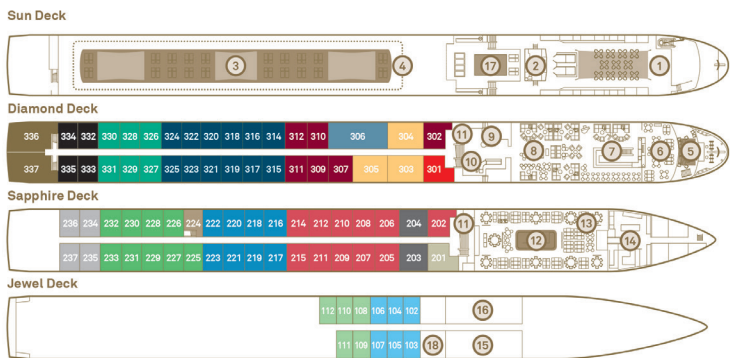 Sun Deck
3 4 17 2 1
Diamond Deck
336 334 332 330 328 326 324 322 320 318 316 314 312 310 306 304 302 11 9 8 7 6 5
337 335 333 331 329 327 325 323 321 319 317 315 311 309 307 305 303 301 10
Sapphire Deck
236 234 232 230 228 226 224 222 220 218 216 214 212 210 208 206 204 202 11 12 13 14
237 235 233 231 229 227 225 223 221 219 217 215 211 209 207 205 203 201
Jewel Deck
112 110 108 106 104 102 16
111 109 107 105 103 18 15